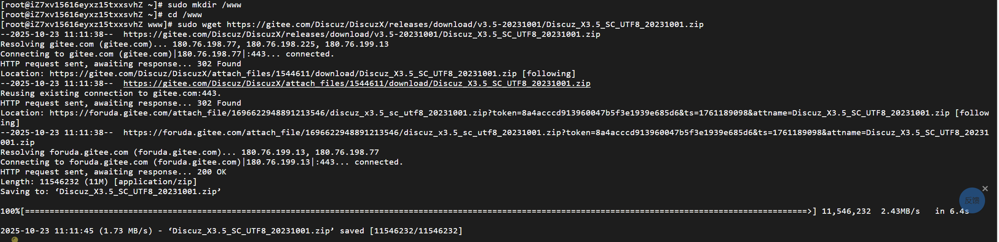 [root@iZ7xv15616eyxz15txxsvhZ ~]# sudo mkdir /www
[root@iZ7xv15616eyxz15txxsvhZ ~]# cd /www
[root@iZ7xv15616eyxz15txxsvhZ www]# sudo wget https://gitee.com/Discuz/DiscuzX/releases/download/v3.5-20231001/Discuz_X3.5_SC_UTF8_20231001.zip
--2025-10-23 11:11:38--  https://gitee.com/Discuz/DiscuzX/releases/download/v3.5-20231001/Discuz_X3.5_SC_UTF8_20231001.zip
Resolving gitee.com (gitee.com)... 180.76.198.77, 180.76.198.225, 180.76.199.13
Connecting to gitee.com (gitee.com)|180.76.198.77|:443... connected.
HTTP request sent, awaiting response... 302 Found
Location: https://gitee.com/Discuz/DiscuzX/attach_files/1544611/download/Discuz_X3.5_SC_UTF8_20231001.zip [following]
--2025-10-23 11:11:38--  https://gitee.com/Discuz/DiscuzX/attach_files/1544611/download/Discuz_X3.5_SC_UTF8_20231001.zip
Reusing existing connection to gitee.com:443.
HTTP request sent, awaiting response... 302 Found
Location: https://foruda.gitee.com/attach_file/1696622948891213546/discuz_x3.5_sc_utf8_20231001.zip?token=8a4acccd913960047b5f3e1939e685d6&ts=1761189098&attname=Discuz_X3.5_SC_UTF8_20231001.zip [follow
ing]
--2025-10-23 11:11:38--  https://foruda.gitee.com/attach_file/1696622948891213546/discuz_x3.5_sc_utf8_20231001.zip?token=8a4acccd913960047b5f3e1939e685d6&ts=1761189098&attname=Discuz_X3.5_SC_UTF8_20231
001.zip
Resolving foruda.gitee.com (foruda.gitee.com)... 180.76.199.13, 180.76.198.77
Connecting to foruda.gitee.com (foruda.gitee.com)|180.76.199.13|:443... connected.
HTTP request sent, awaiting response... 200 OK
Length: 11546232 (11M) [application/zip]
Saving to: ‘Discuz_X3.5_SC_UTF8_20231001.zip’
反馈
100%[===============================================================================================================================================================>] 11,546,232  2.43MB/s   in 6.4s
2025-10-23 11:11:45 (1.73 MB/s) - ‘Discuz_X3.5_SC_UTF8_20231001.zip’ saved [11546232/11546232]